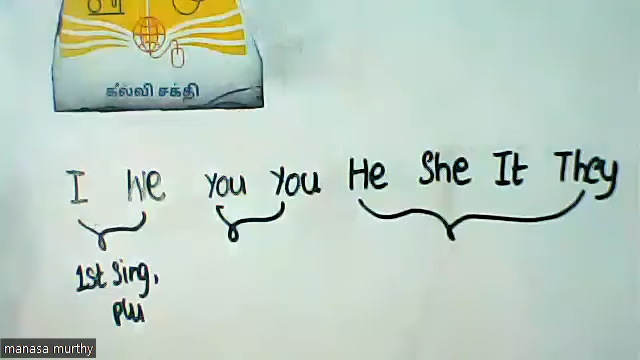 கல்வி சக்தி
I We you you He She It They
1st Sing,
plu
manasa murthy